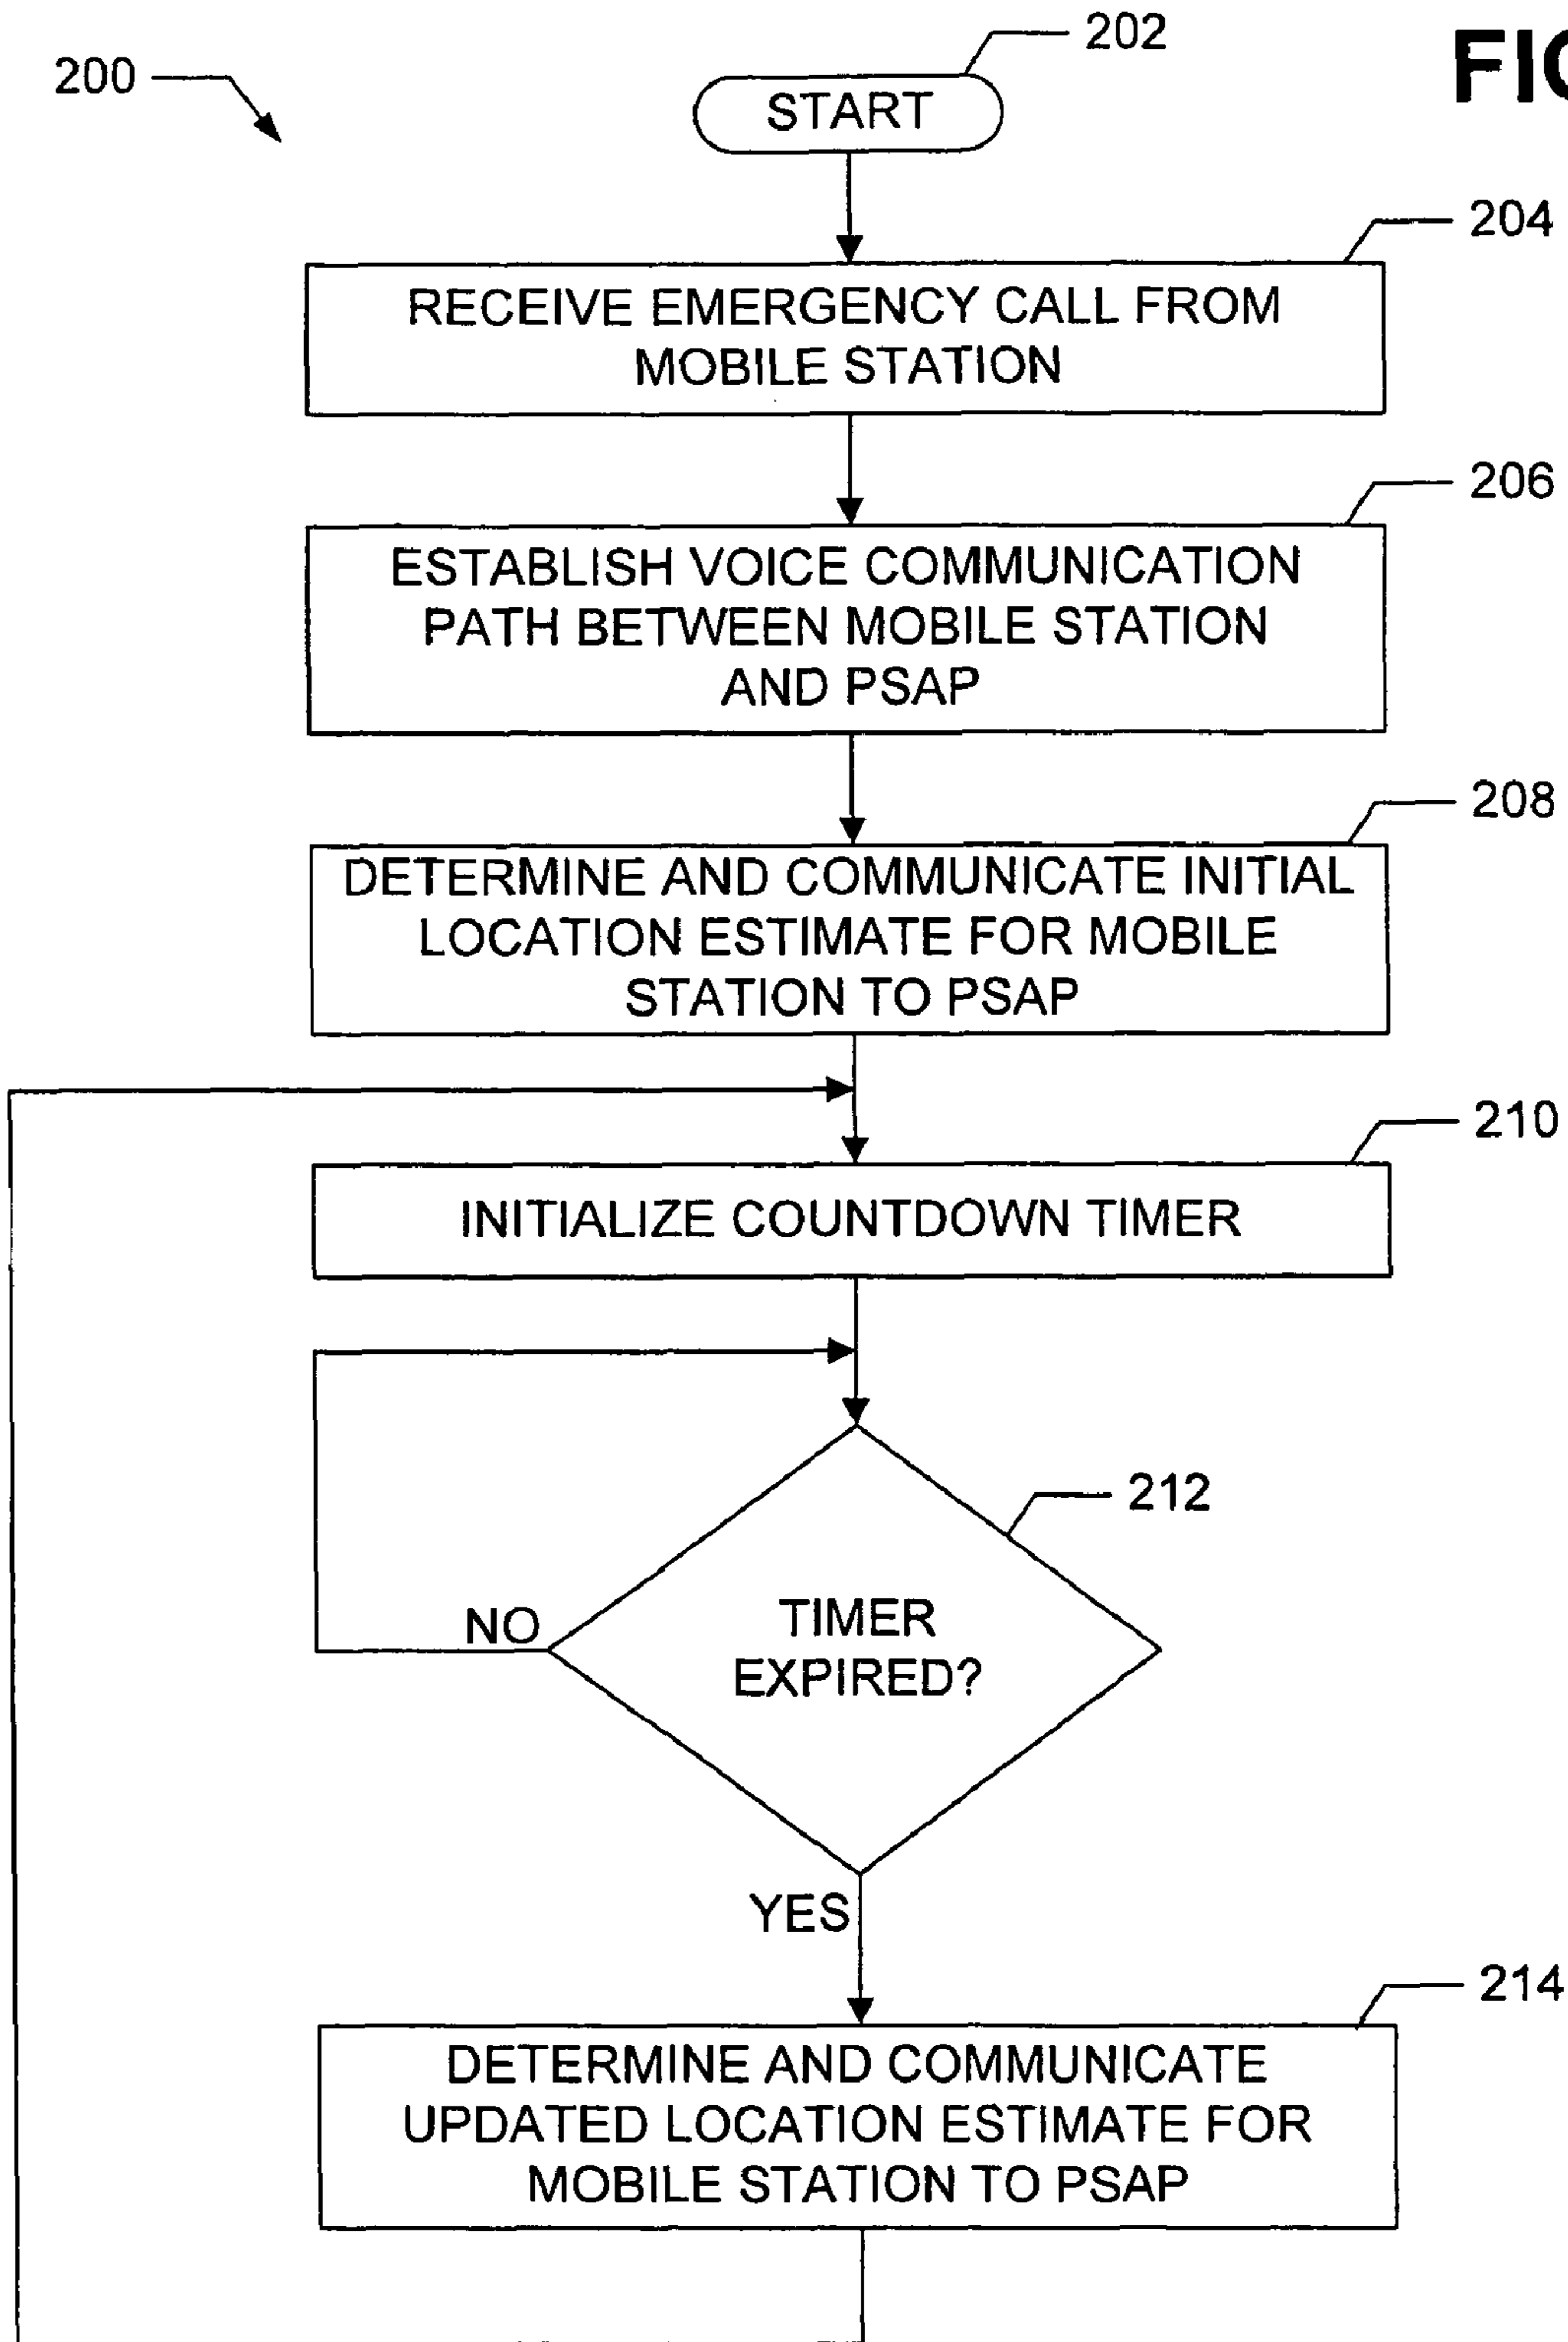 202
200
FIG
START
204
RECEIVE EMERGENCY CALL FROM
MOBILE STATION
206
ESTABLISH VOICE COMMUNICATION
PATH BETWEEN MOBILE STATION
AND PSAP
208
DETERMINE AND COMMUNICATE INITIAL
LOCATION ESTIMATE FOR MOBILE
STATION TO PSAP
210
INITIALIZE COUNTDOWN TIMER
212
NO
TIMER
EXPIRED?
YES
214
DETERMINE AND COMMUNICATE
UPDATED LOCATION ESTIMATE FOR
MOBILE STATION TO PSAP